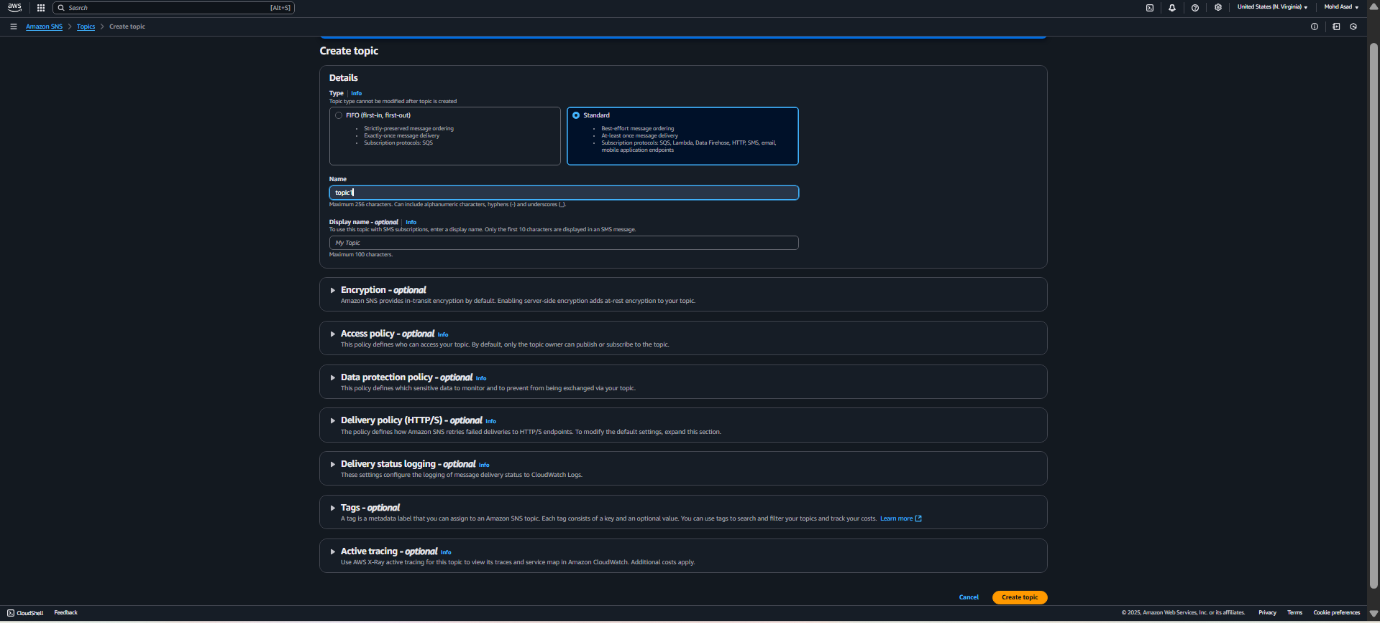 aws
Search [Alt+S]
United States (N. Virginia)
Mohd Asad
Amazon SNS > Topics > Create topic
Create topic
Details
Type | Info
Topic type cannot be modified after topic is created
FIFO (first-in, first-out)
• Strictly-preserved message ordering
• Exactly-once message delivery
• Subscription protocols: SQS
Standard
• Best-effort message ordering
• At-least once message delivery
• Subscription protocols: SQS, Lambda, Data Firehose, HTTP, SMS, email,
mobile application endpoints
Name
topic1
Maximum 256 characters. Can include alphanumeric characters, hyphens (-) and underscores (_).
Display name - optional | Info
To use this topic with SMS subscriptions, enter a display name. Only the first 10 characters are displayed in an SMS message.
My Topic
Maximum 100 characters.
Encryption - optional
Amazon SNS provides in-transit encryption by default. Enabling server-side encryption adds at-rest encryption to your topic.
Access policy - optional Info
This policy defines who can access your topic. By default, only the topic owner can publish or subscribe to the topic.
Data protection policy - optional Info
This policy defines which sensitive data to monitor and to prevent from being exchanged via your topic.
Delivery policy (HTTP/S) - optional Info
The policy defines how Amazon SNS retries failed deliveries to HTTP/S endpoints. To modify the default settings, expand this section.
Delivery status logging - optional Info
These settings configure the logging of message delivery status to CloudWatch Logs.
Tags - optional
A tag is a metadata label that you can assign to an Amazon SNS topic. Each tag consists of a key and an optional value. You can use tags to search and filter your topics and track your costs. Learn more
Active tracing - optional Info
Use AWS X-Ray active tracing for this topic to view its traces and service map in Amazon CloudWatch. Additional costs apply.
Cancel Create topic
CloudShell Feedback © 2025, Amazon Web Services, Inc. or its affiliates. Privacy Terms Cookie preferences